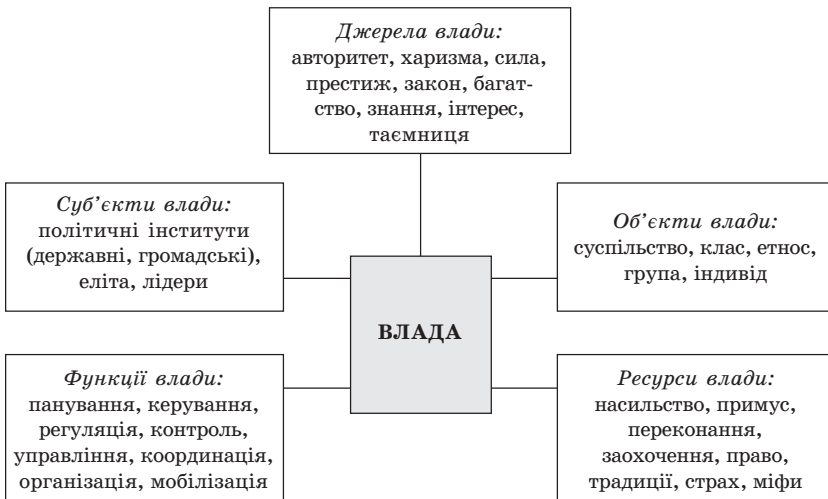 Джерела влади:
авторитет, харизма, сила,
престиж, закон, багат-
ство, знання, інтерес,
таємниця
Суб’єкти влади:
політичні інститути
(державні, громадські),
еліта, лідери
Об’єкти влади:
суспільство, клас, етнос,
група, індивід
ВЛАДА
Функції влади:
панування, керування,
регуляція, контроль,
управління, координація,
організація, мобілізація
Ресурси влади:
насильство, примус,
переконання,
заохочення, право,
традиції, страх, міфи